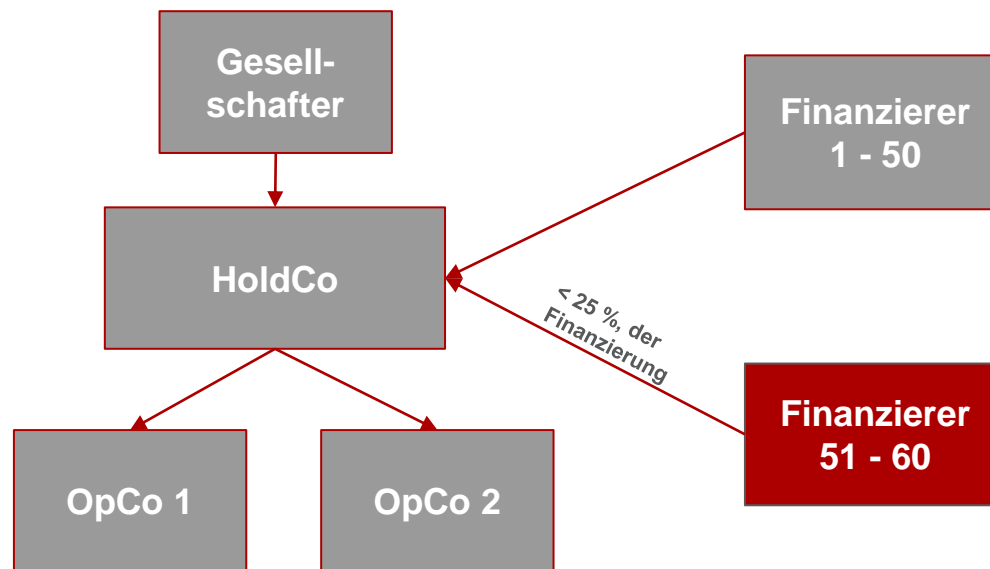 Gesell-
schafter
Finanzierer
1 - 50
HoldCo
< 25 %, der
Finanzierung
Finanzierer
51 - 60
OpCo 1
OpCo 2